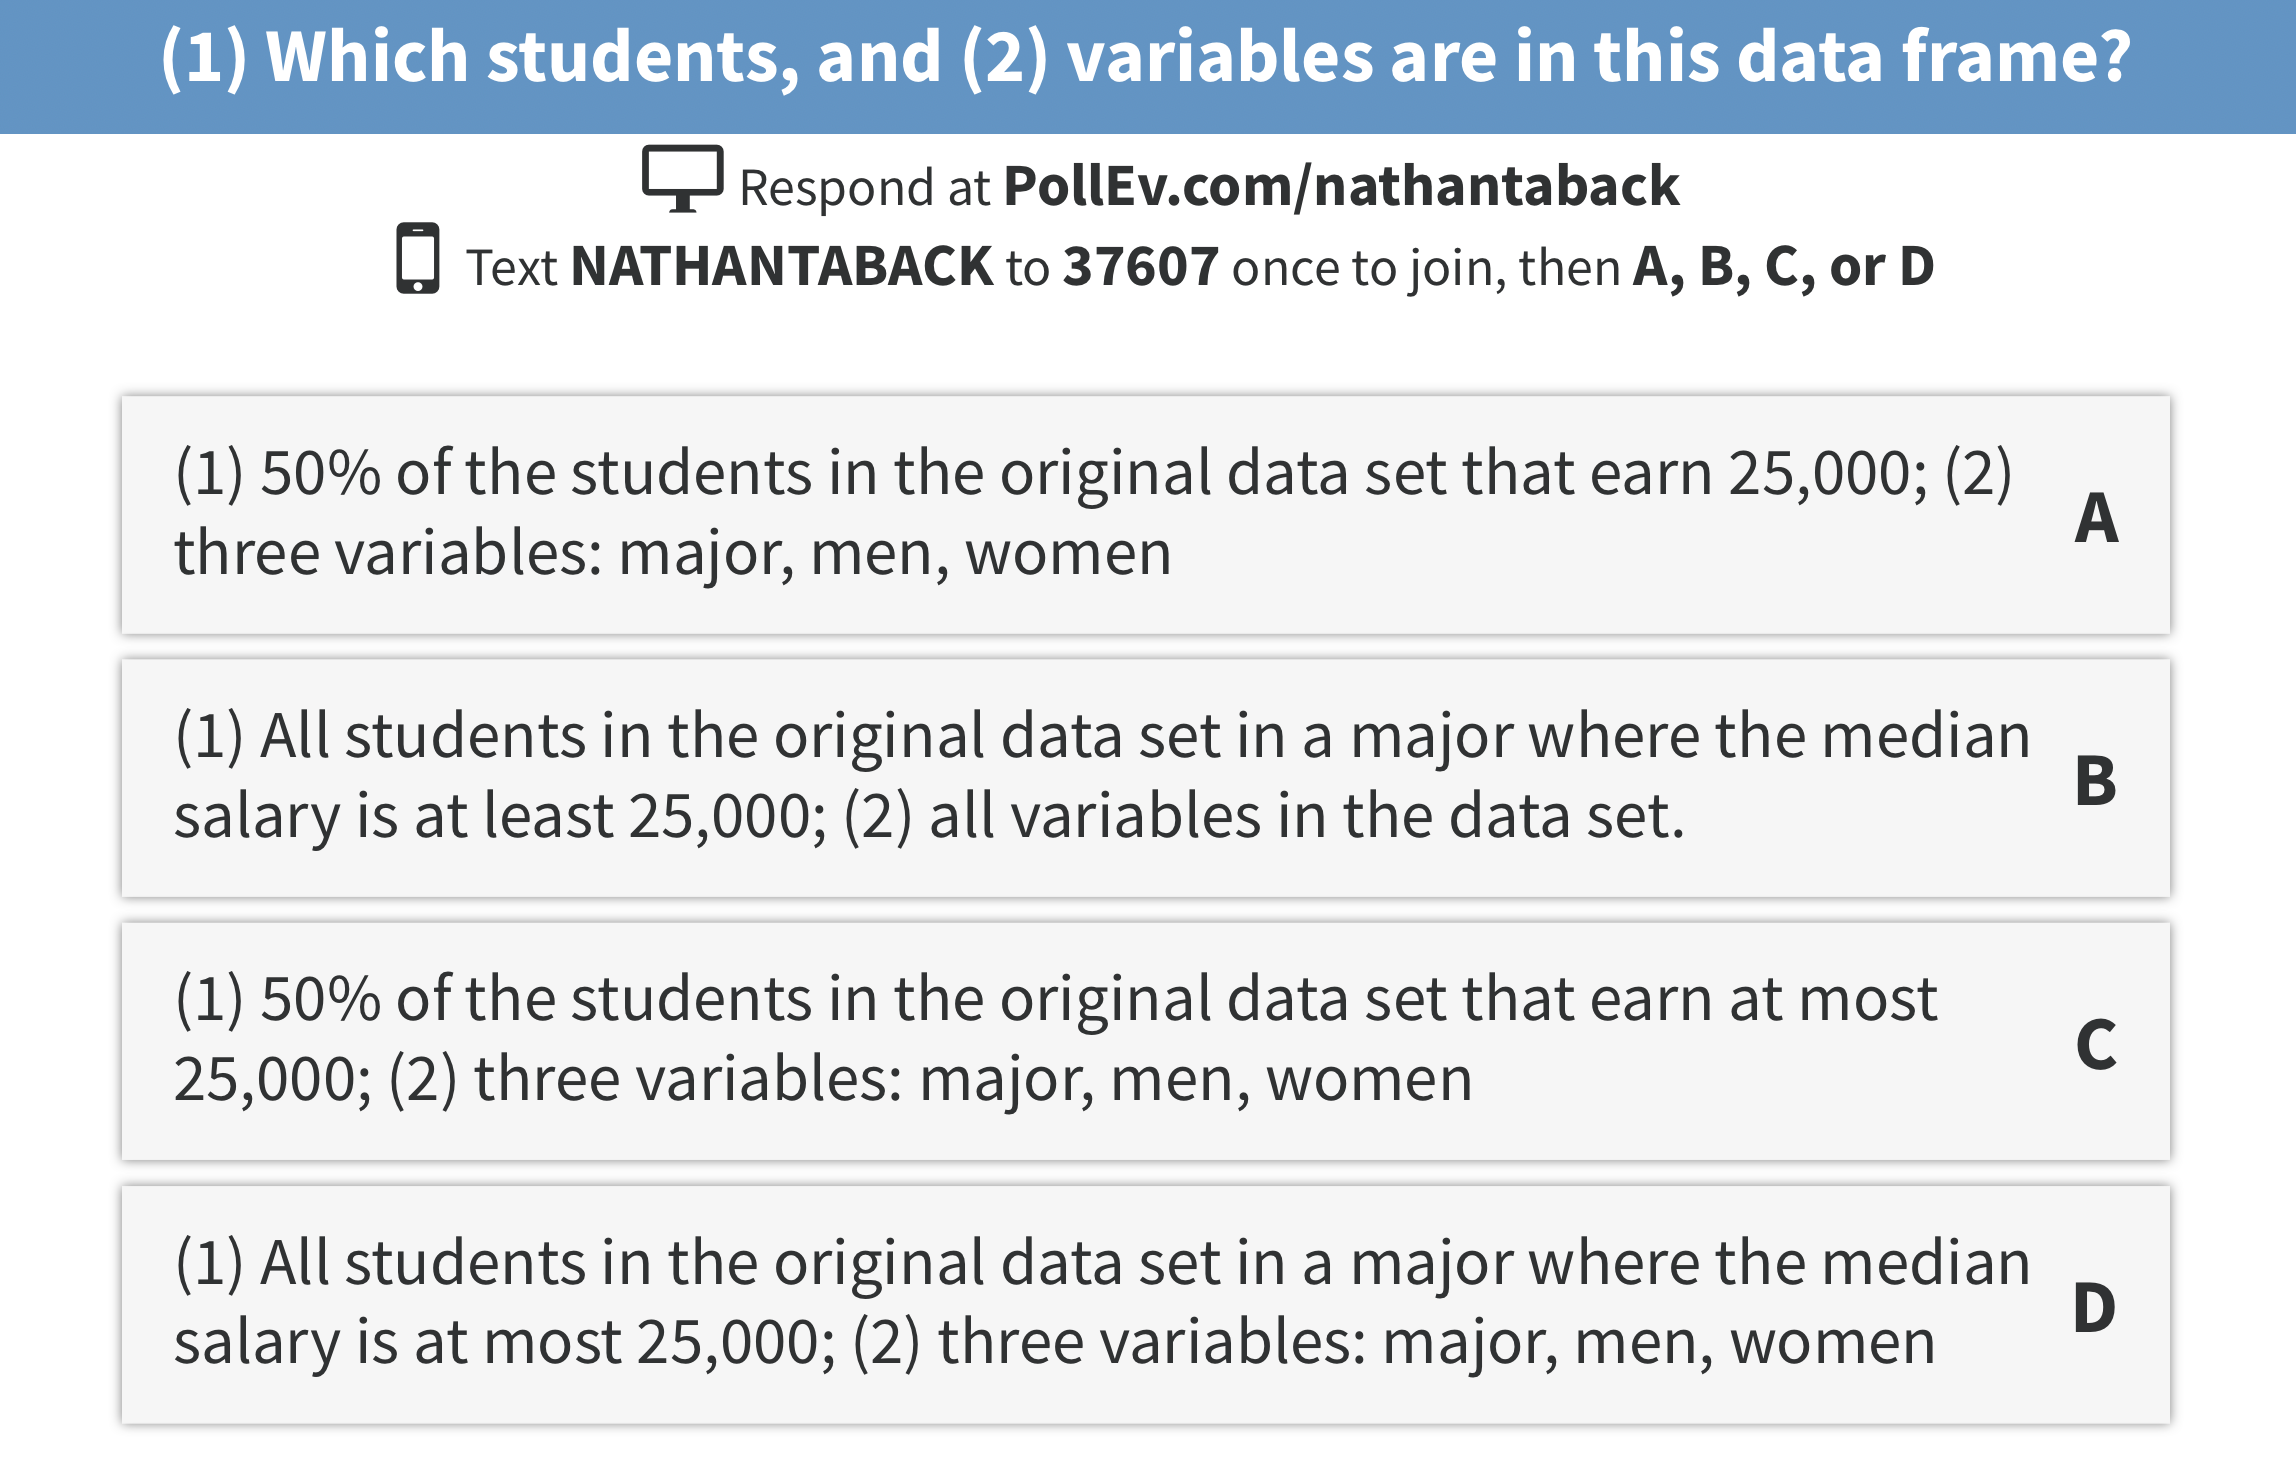 (1) Which students, and (2) variables are in this data frame?
Respond at PollEv.com/nathantaback
Text NATHANTABACK to 37607 once to join, then A, B, C, or D
(1) 50% of the students in the original data set that earn 25,000; (2)
three variables: major, men, women
A
(1) All students in the original data set in a major where the median
salary is at least 25,000; (2) all variables in the data set.
B
(1) 50% of the students in the original data set that earn at most
25,000; (2) three variables: major, men, women
C
(1) All students in the original data set in a major where the median
salary is at most 25,000; (2) three variables: major, men, women
D